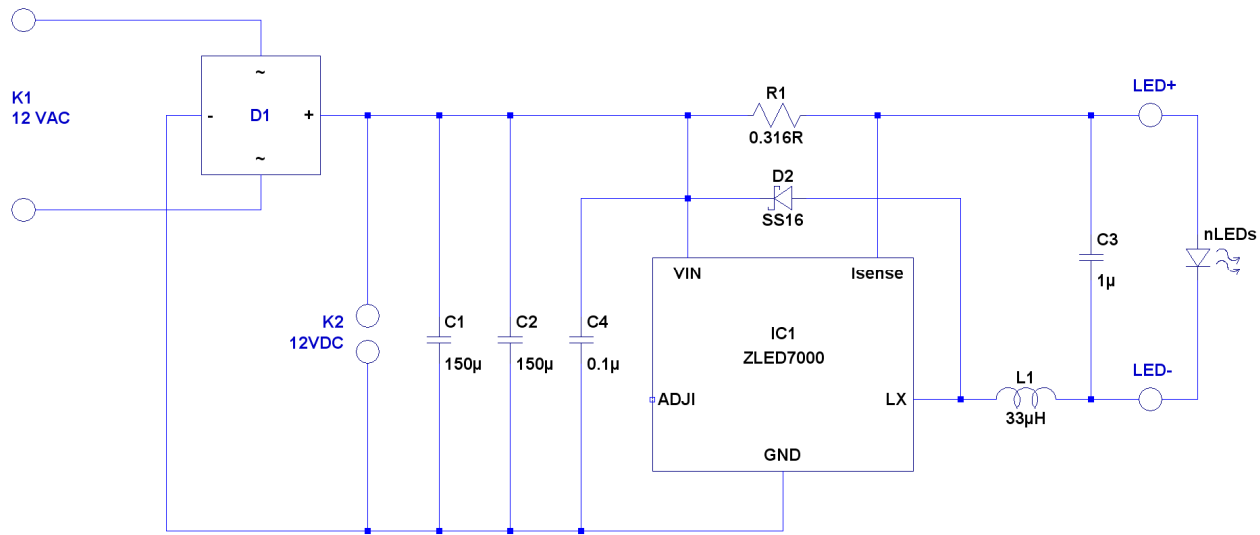 K1
12 VAC
~
-
D1
+
~
K2
12VDC
C1
150µ
C2
150µ
C4
0.1µ
R1
0.316R
D2
SS16
VIN
Isense
IC1
ZLED7000
ADJI
LX
GND
L1
33µH
C3
1µ
LED+
nLEDs
LED-